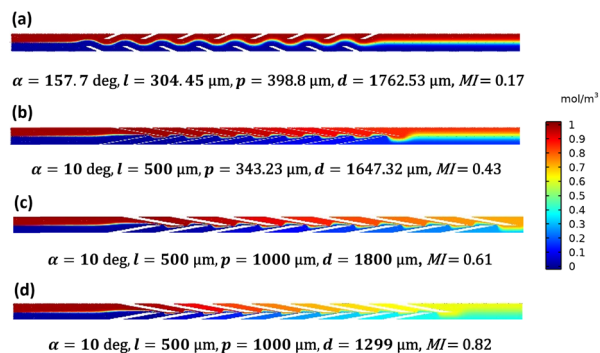 (a)
α = 157.7 deg, l = 304.45 μm, p = 398.8 μm, d = 1762.53 μm, MI= 0.17
(b)
α = 10 deg, l = 500 μm, p = 343.23 μm, d = 1647.32 μm, MI= 0.43
(c)
α = 10 deg, l = 500 μm, p = 1000 μm, d = 1800 μm, MI= 0.61
(d)
α = 10 deg, l = 500 μm, p = 1000 μm, d = 1299 μm, MI= 0.82
mol/m³
1
0.9
0.8
0.7
0.6
0.5
0.4
0.3
0.2
0.1
0